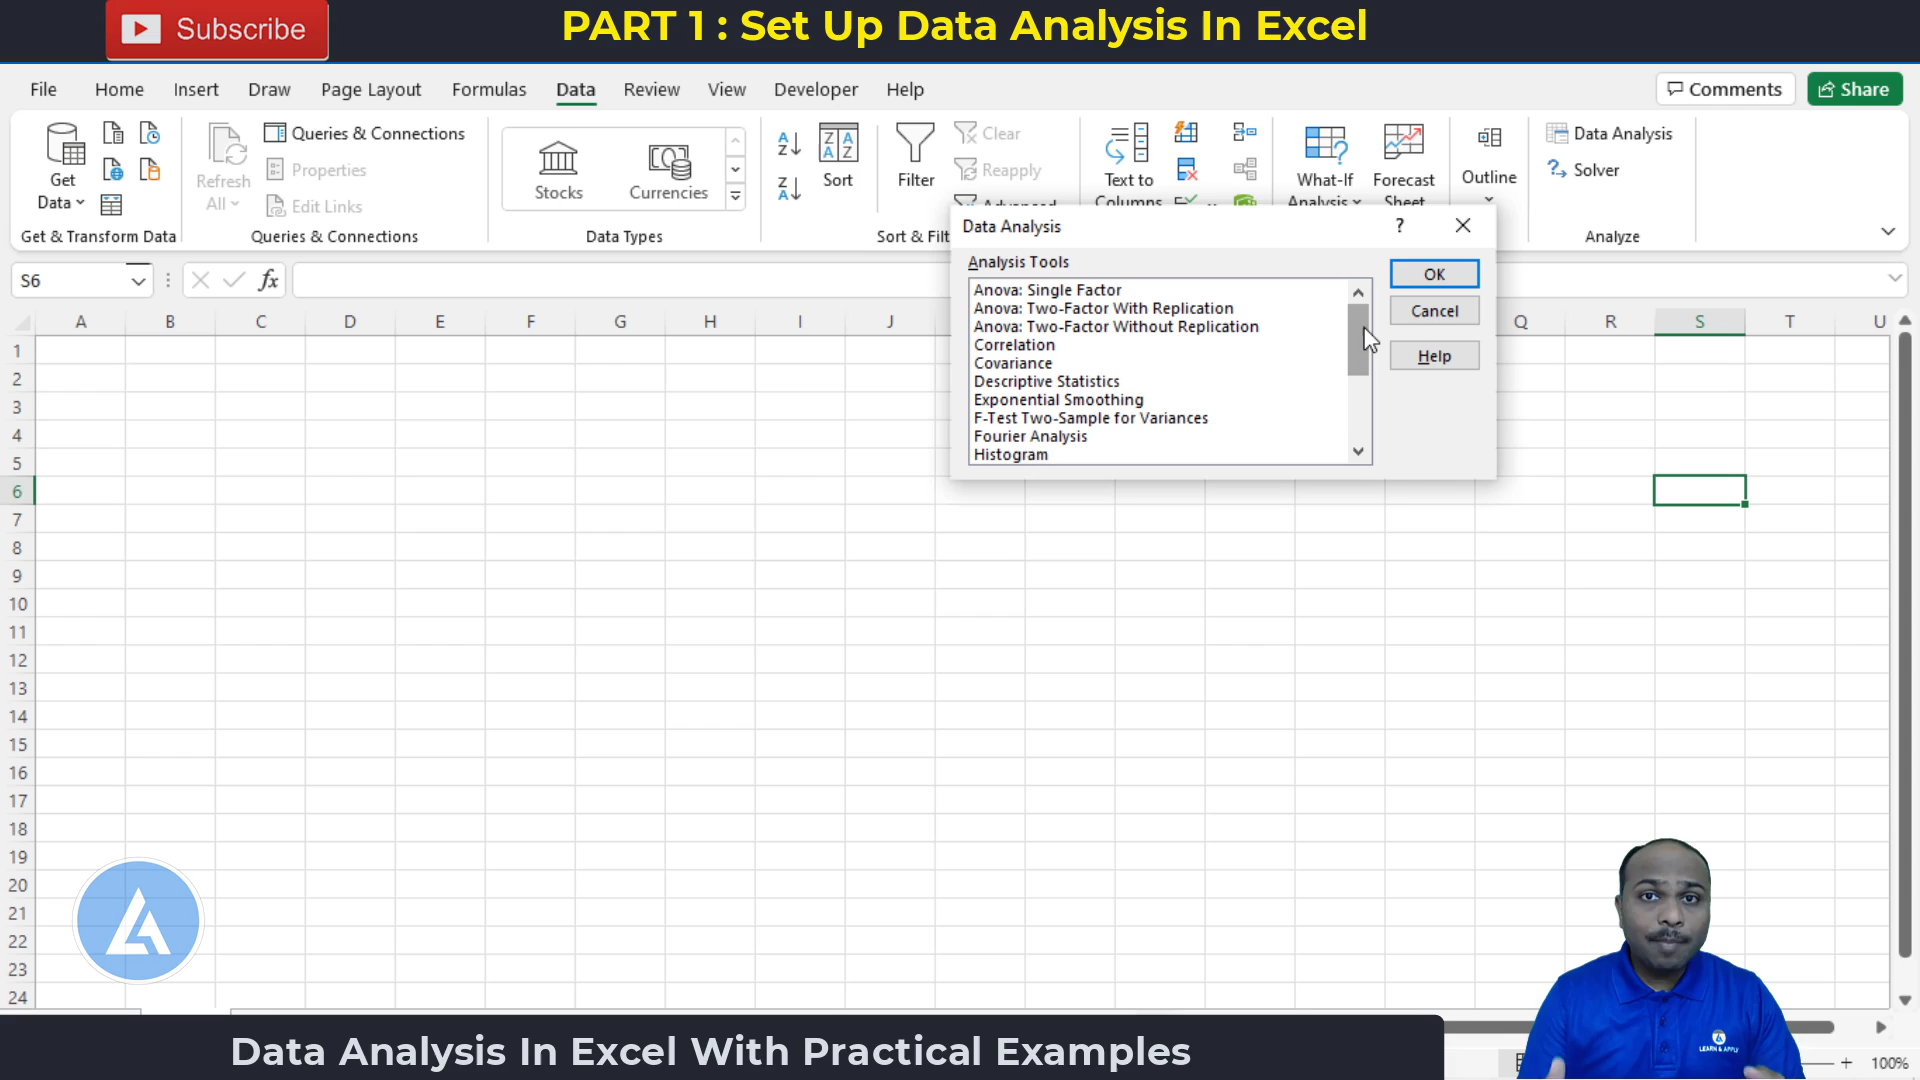 Subscribe
PART 1 : Set Up Data Analysis In Excel
File Home Insert Draw Page Layout Formulas Data Review View Developer Help Comments Share
Get Data
Get & Transform Data
Refresh All
Queries & Connections
Properties
Edit Links
Queries & Connections
Stocks
Currencies
Data Types
Z A
A Z
Sort
Filter
Clear
Reapply
Advanced
Sort & Filt
Text to Columns
What-If Analysis
Forecast Sheet
Outline
Data Analysis
Solver
Analyze
S6
fx
Data Analysis ?
Analysis Tools
Anova: Single Factor
Anova: Two-Factor With Replication
Anova: Two-Factor Without Replication
Correlation
Covariance
Descriptive Statistics
Exponential Smoothing
F-Test Two-Sample for Variances
Fourier Analysis
Histogram
OK
Cancel
Help
A B C D E F G H I J Q R S T U
1
2
3
4
5
6
7
8
9
10
11
12
13
14
15
16
17
18
19
20
21
22
23
24
LEARN & APPLY
Data Analysis In Excel With Practical Examples
100%